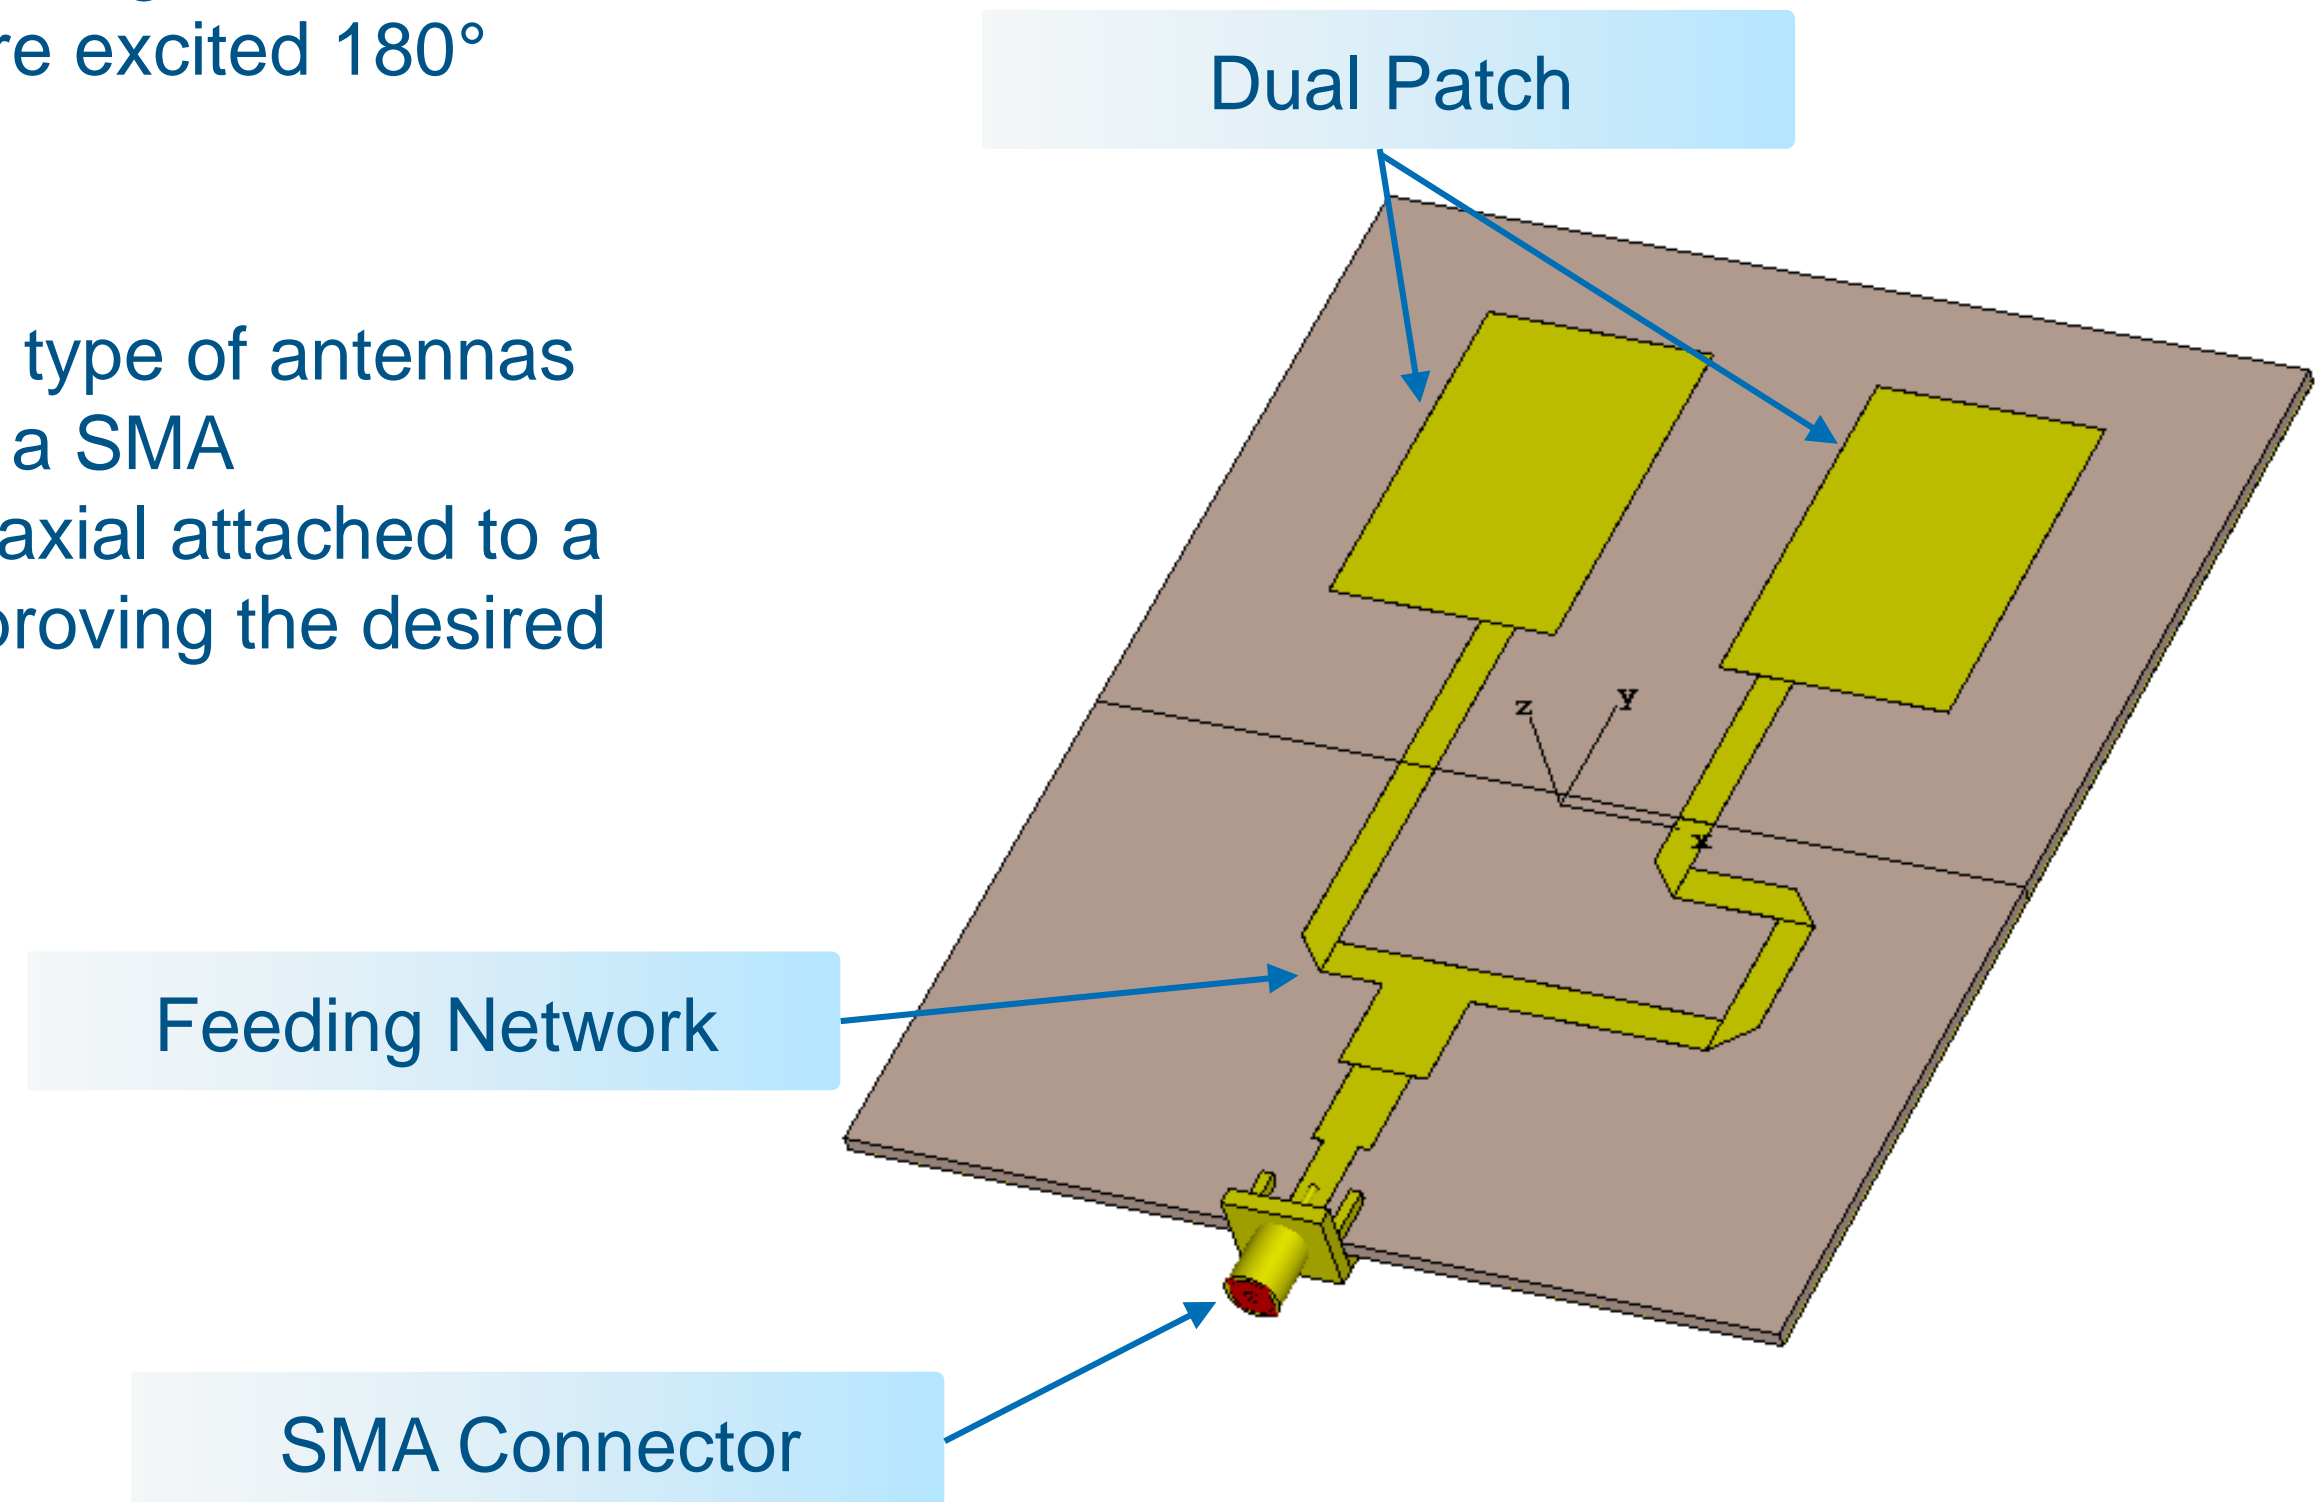 re excited 180°
Dual Patch
type of antennas
a SMA
axial attached to a
proving the desired
z
y
x
Feeding Network
SMA Connector